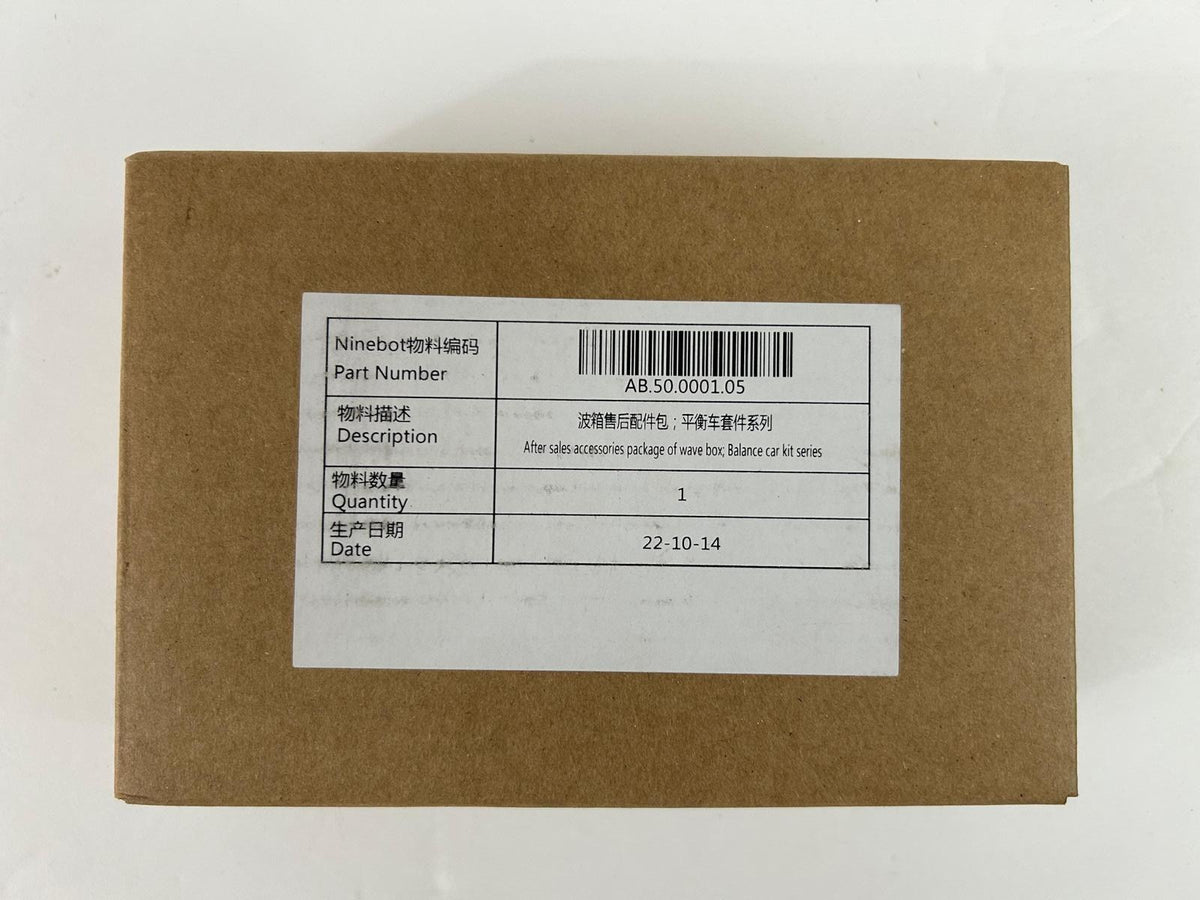 Ninebot物料编码
Part Number
AB.50.0001.05
物料描述
Description
波箱售后配件包；平衡车套件系列
After sales accessories package of wave box; Balance car kit series
物料数量
Quantity
1
生产日期
Date
22-10-14